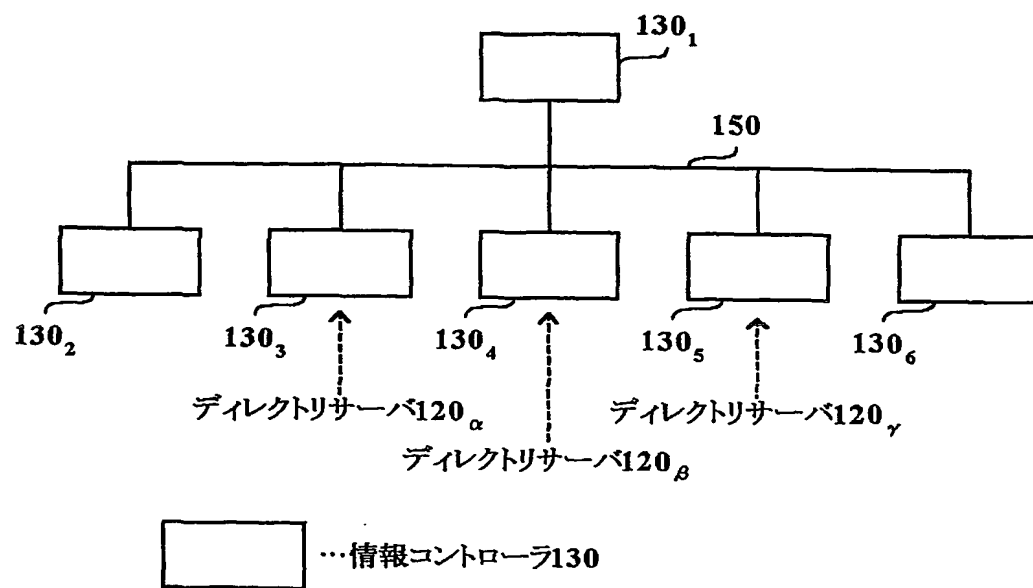 130₁
150
130₂ 130₃ 130₄ 130₅ 130₆
ディレクトリサーバ120α ディレクトリサーバ120γ
ディレクトリサーバ120β
…情報コントローラ130